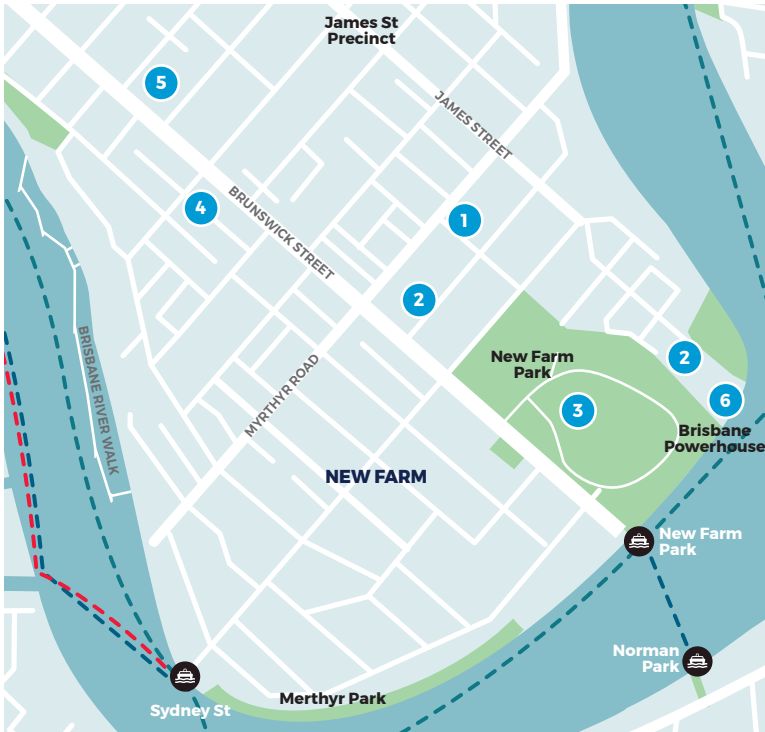 James St
Precinct
5
JAMES STREET
4
1
BRUNSWICK STREET
2
BRISBANE RIVER WALK
MYRTHYR ROAD
New Farm
Park
2
3
6
Brisbane
Powerhouse
NEW FARM
New Farm
Park
Norman
Park
Merthyr Park
Sydney St